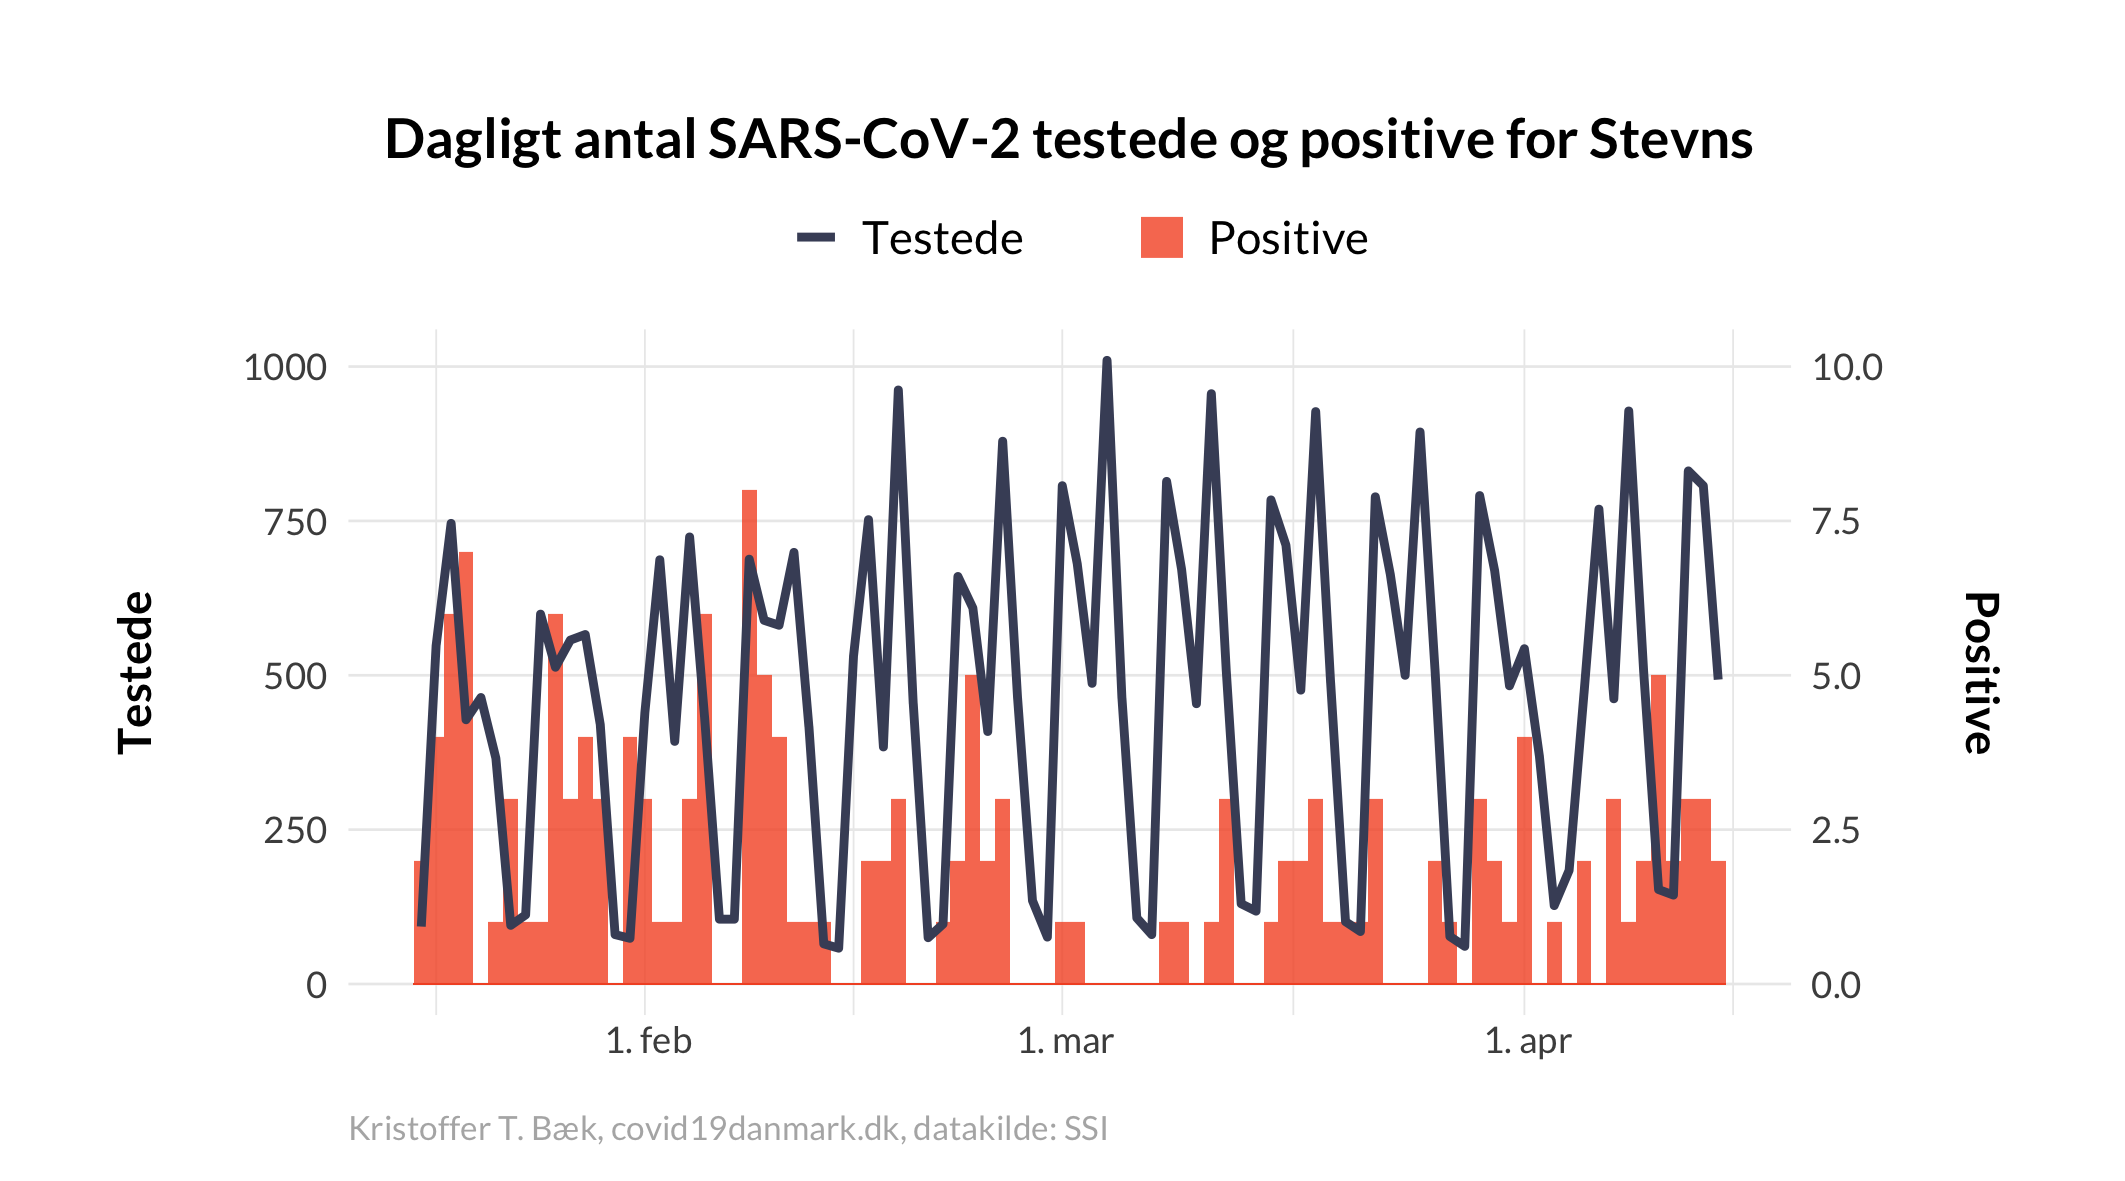 Dagligt antal SARS-CoV-2 testede og positive for Stevns
Testede
Positive
1000
750
500
250
0
10.0
7.5
5.0
2.5
0.0
Testede
Positive
1. feb
1. mar
1. apr
Kristoffer T. Bæk, covid19danmark.dk, datakilde: SSI